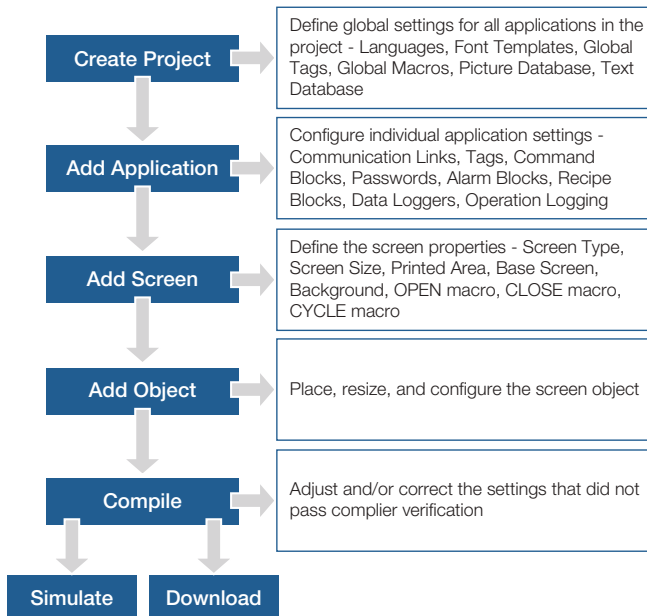 Create Project
Define global settings for all applications in the
project - Languages, Font Templates, Global
Tags, Global Macros, Picture Database, Text
Database
Add Application
Configure individual application settings -
Communication Links, Tags, Command
Blocks, Passwords, Alarm Blocks, Recipe
Blocks, Data Loggers, Operation Logging
Add Screen
Define the screen properties - Screen Type,
Screen Size, Printed Area, Base Screen,
Background, OPEN macro, CLOSE macro,
CYCLE macro
Add Object
Place, resize, and configure the screen object
Compile
Adjust and/or correct the settings that did not
pass complier verification
Simulate
Download